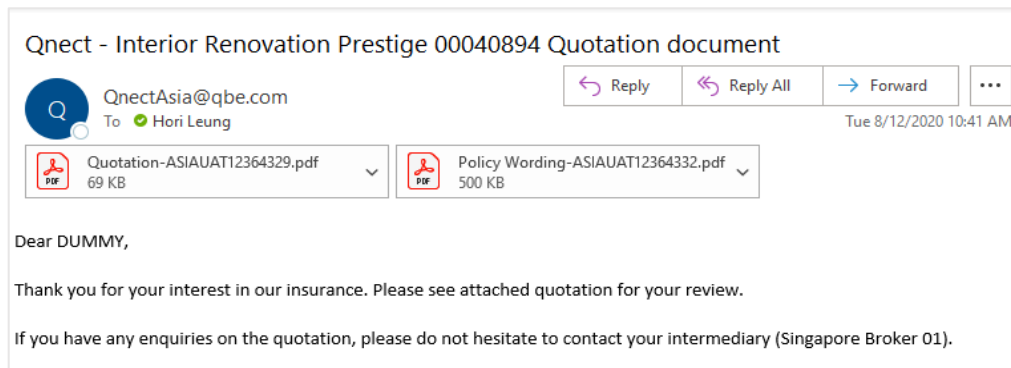 Qnect - Interior Renovation Prestige 00040894 Quotation document
Q
QnectAsia@qbe.com
To Hori Leung
Reply
Reply All
Forward
Tue 8/12/2020 10:41 AM
PDF
Quotation-ASIAUAT12364329.pdf
69 KB
PDF
Policy Wording-ASIAUAT12364332.pdf
500 KB
Dear DUMMY,
Thank you for your interest in our insurance. Please see attached quotation for your review.
If you have any enquiries on the quotation, please do not hesitate to contact your intermediary (Singapore Broker 01).